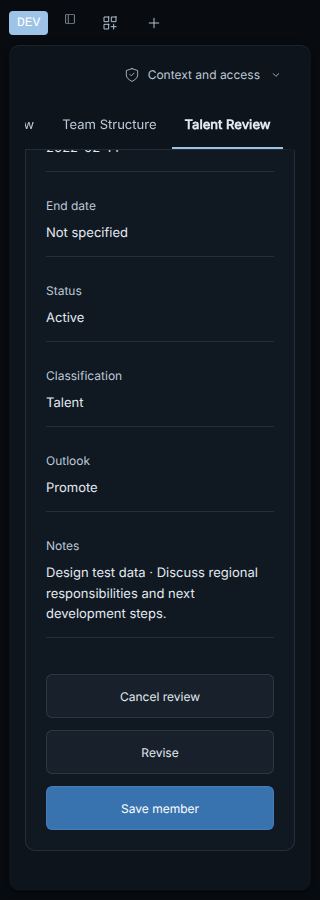 DEV
Context and access
w
Team Structure
Talent Review
End date
Not specified
Status
Active
Classification
Talent
Outlook
Promote
Notes
Design test data · Discuss regional
responsibilities and next
development steps.
Cancel review
Revise
Save member